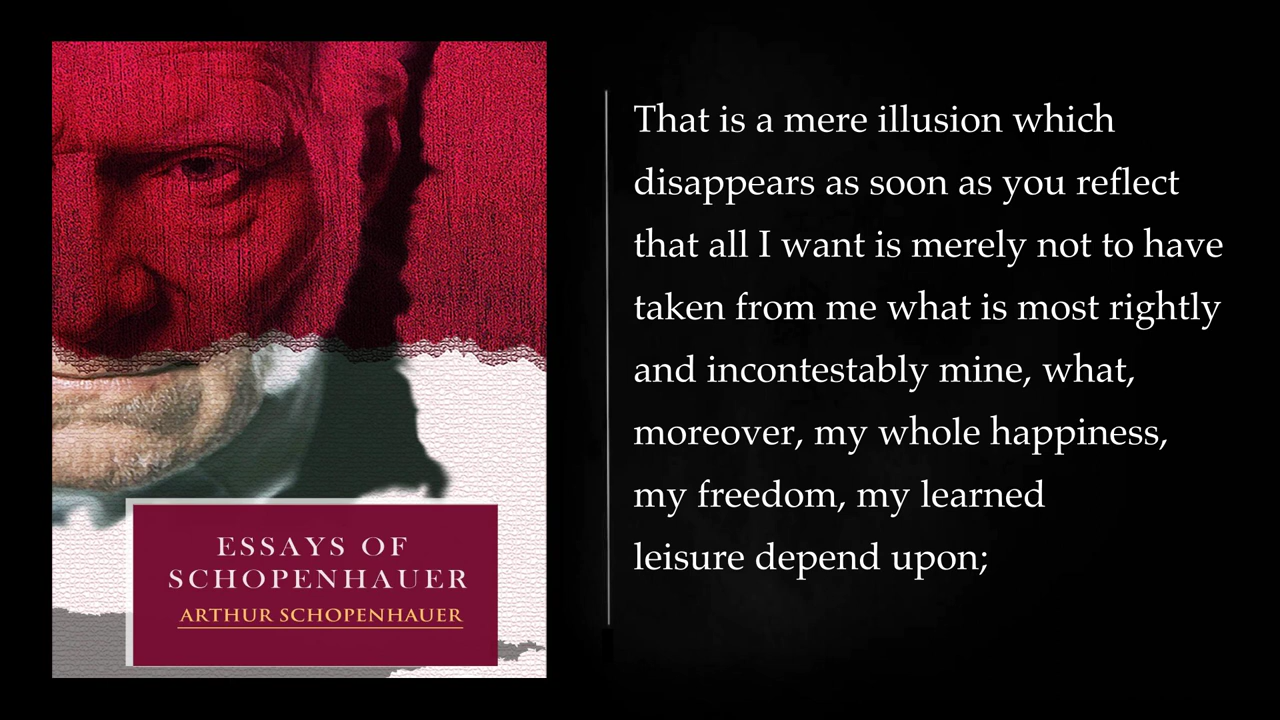 ESSAYS OF
SCHOPENHAUER
ARTHUR SCHOPENHAUER
That is a mere illusion which
disappears as soon as you reflect
that all I want is merely not to have
taken from me what is most rightly
and incontestably mine, what,
moreover, my whole happiness,
my freedom, my learned
leisure depend upon;